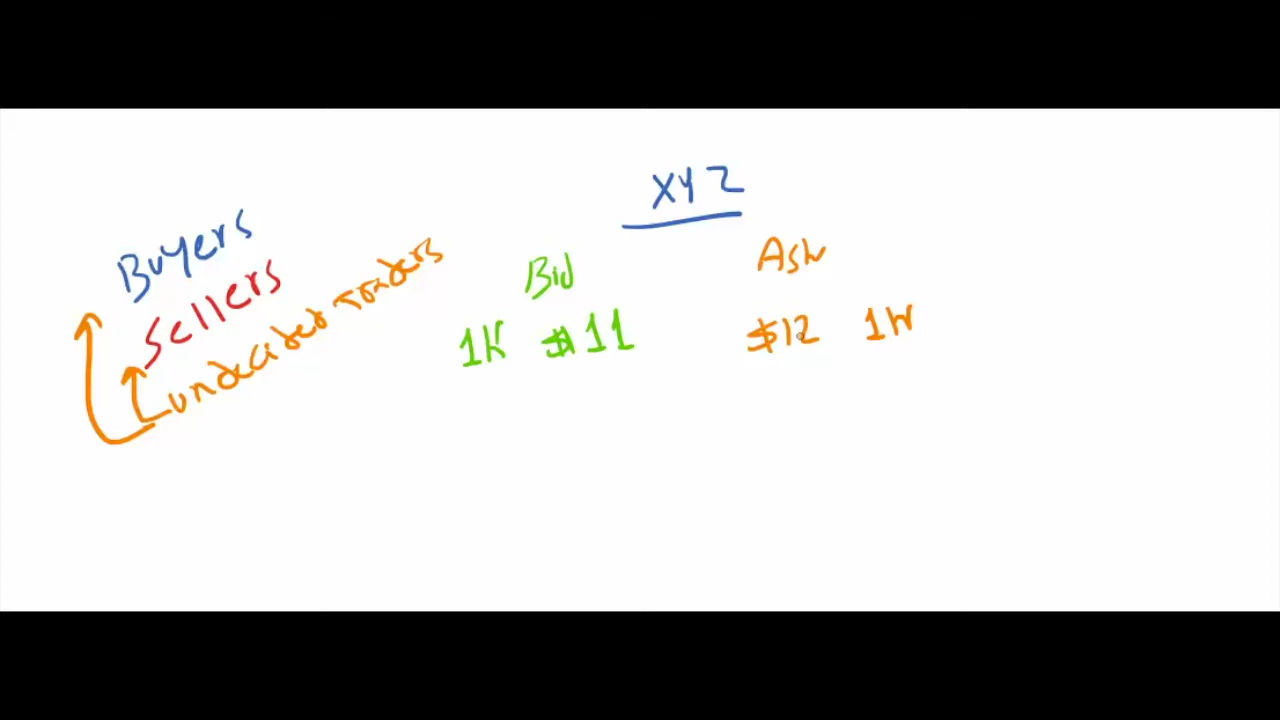 XYZ
Buyers
Sellers
undecided traders
Bid Ask
1K $11 $12 1K